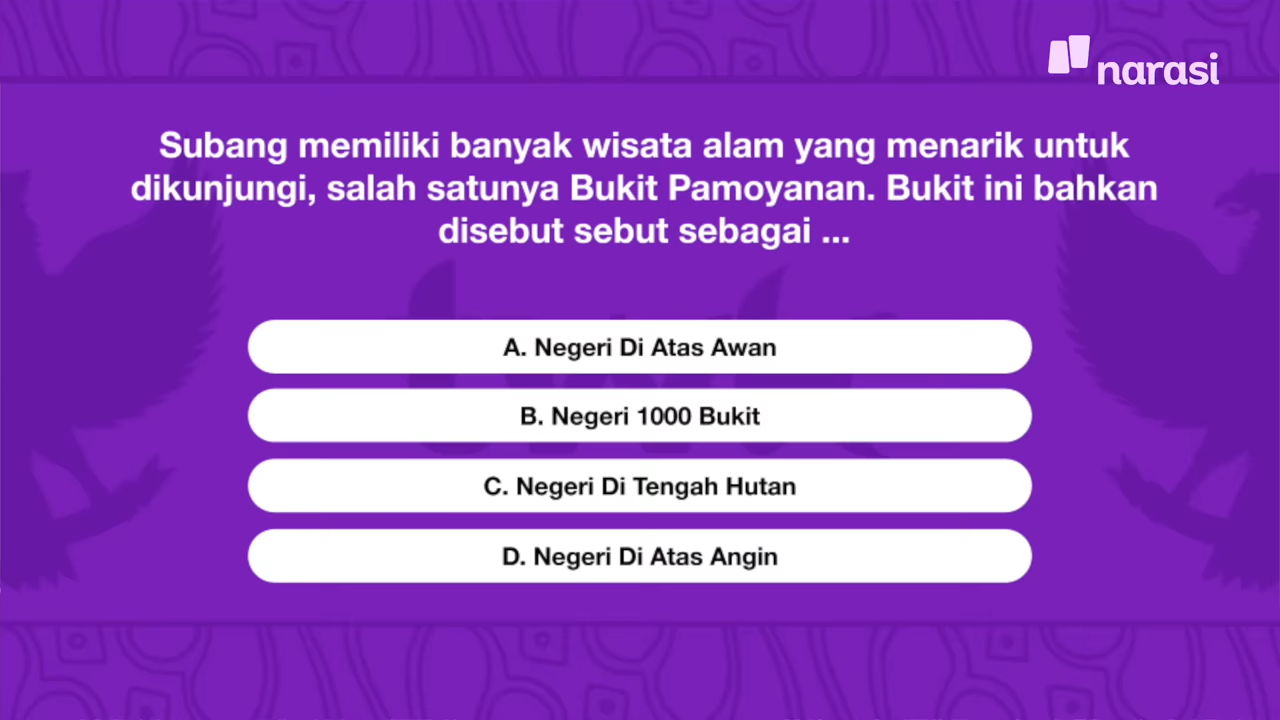 narasi
Subang memiliki banyak wisata alam yang menarik untuk
dikunjungi, salah satunya Bukit Pamoyanan. Bukit ini bahkan
disebut sebut sebagai ...
A. Negeri Di Atas Awan
B. Negeri 1000 Bukit
C. Negeri Di Tengah Hutan
D. Negeri Di Atas Angin